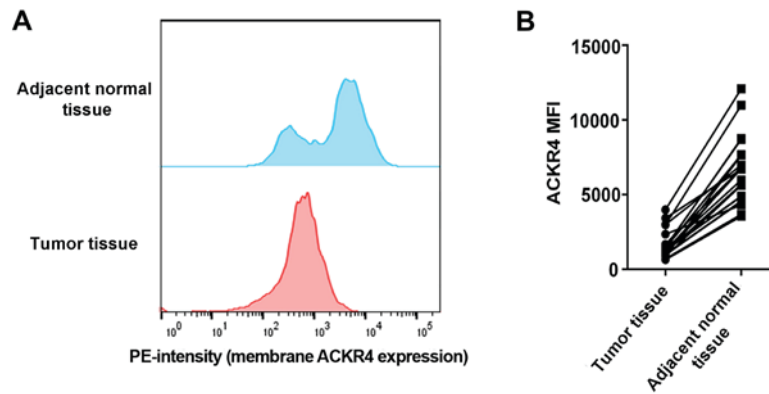 A
Adjacent normal
tissue
Tumor tissue
10⁰ 10¹ 10² 10³ 10⁴ 10⁵
PE-intensity (membrane ACKR4 expression)
B
ACKR4 MFI
15000
10000
5000
0
Tumor tissue
Adjacent normal
tissue